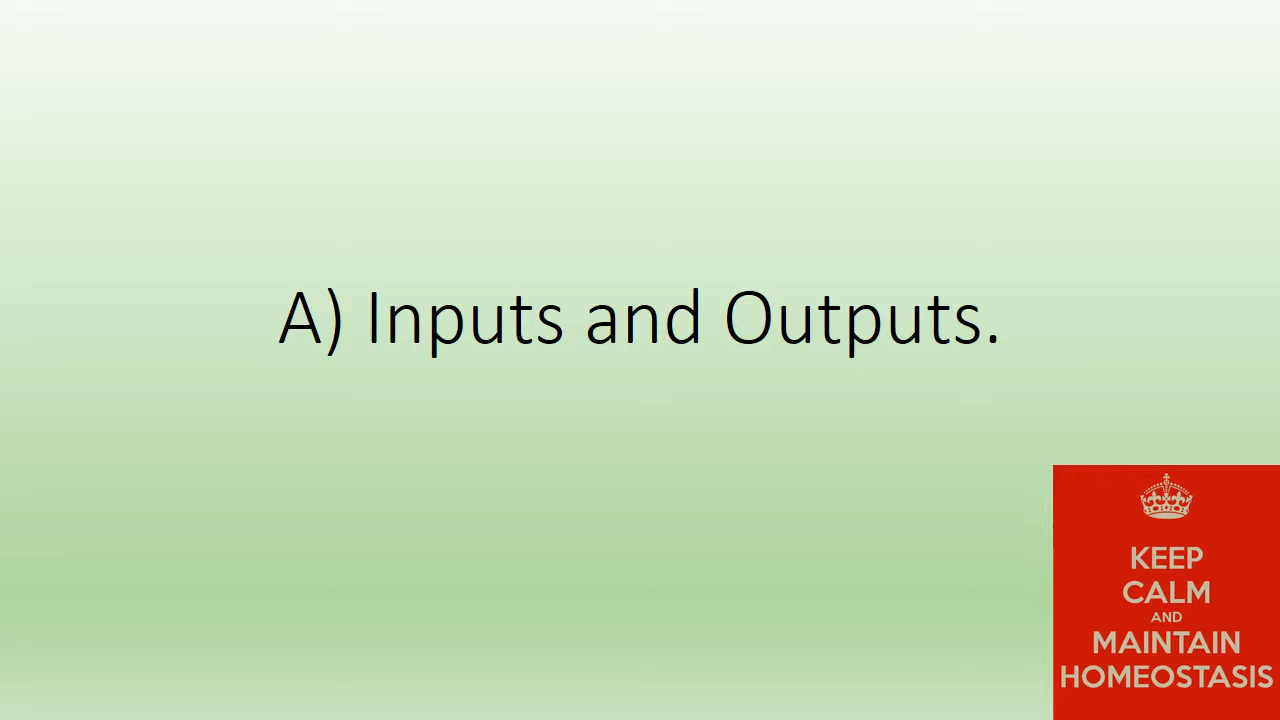 A) Inputs and Outputs.
KEEP
CALM
AND
MAINTAIN
HOMEOSTASIS